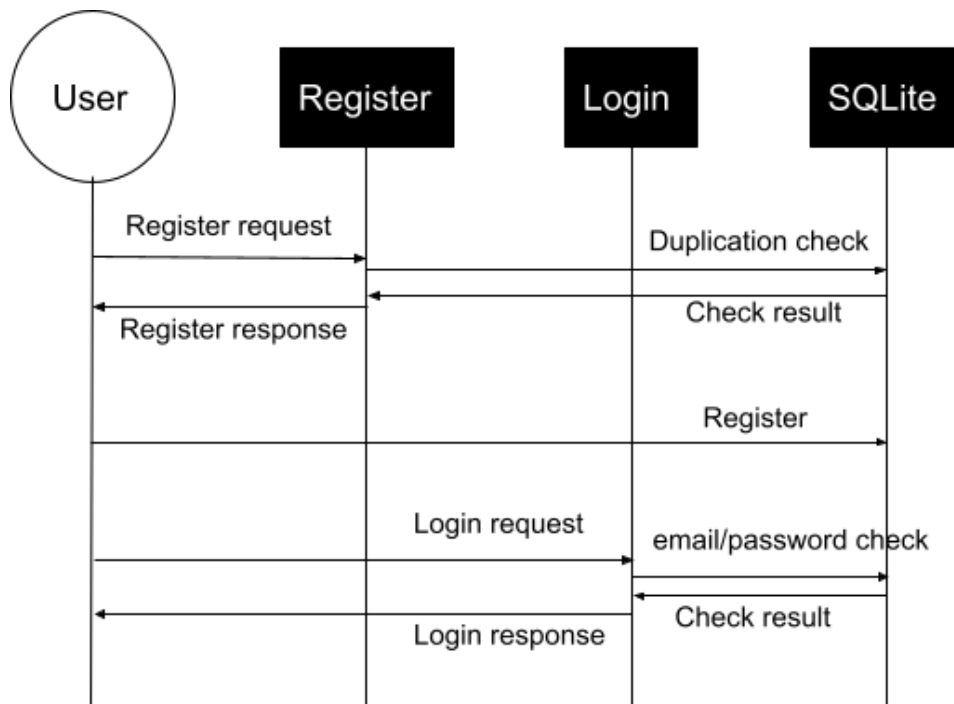 User
Register
Login
SQLite
Register request
Duplication check
Check result
Register response
Register
Login request
email/password check
Check result
Login response